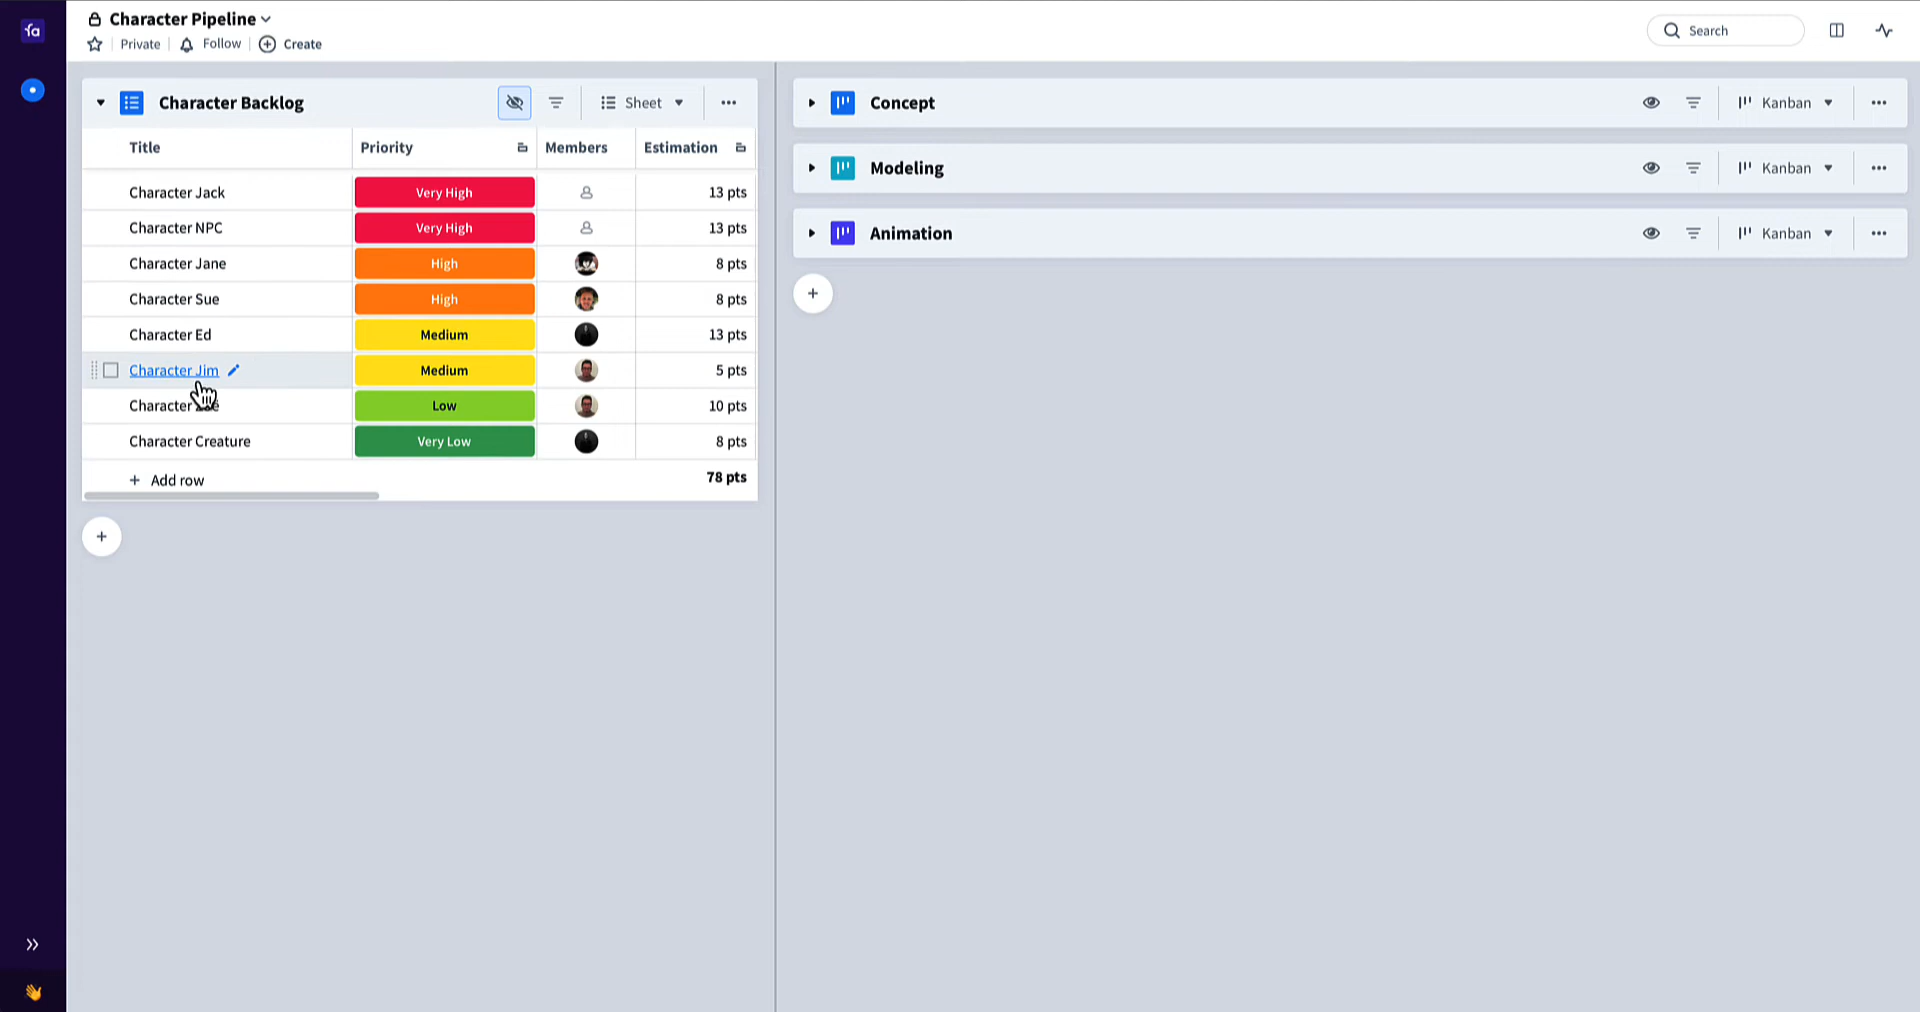 fa
Character Pipeline
Private
Follow
Create
Search
Character Backlog
Sheet
Title
Priority
Members
Estimation
Character Jack
Very High
13 pts
Character NPC
Very High
13 pts
Character Jane
High
8 pts
Character Sue
High
8 pts
Character Ed
Medium
13 pts
Character Jim
Medium
5 pts
Character
Low
10 pts
Character Creature
Very Low
8 pts
+ Add row
78 pts
Concept
Kanban
Modeling
Kanban
Animation
Kanban